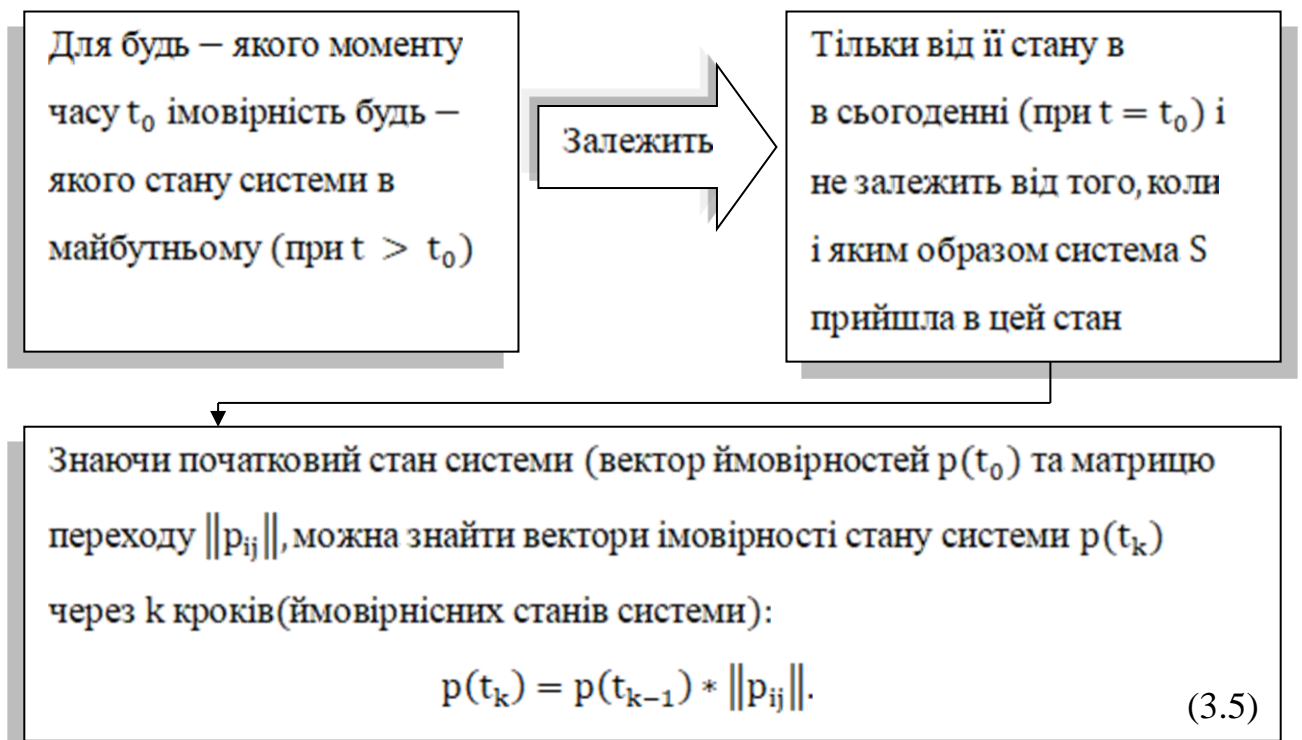 Для будь – якого моменту
часу t₀ імовірність будь –
якого стану системи в
майбутньому (при t > t₀)
Залежить
Тільки від її стану в
в сьогоденні (при t = t₀) і
не залежить від того, коли
і яким образом система S
прийшла в цей стан
Знаючи початковий стан системи (вектор ймовірностей p(t₀) та матрицю
переходу ‖pᵢⱼ‖, можна знайти вектори імовірності стану системи p(tₖ)
через k кроків(ймовірнісних станів системи):
p(tₖ) = p(tₖ₋₁) * ‖pᵢⱼ‖.
(3.5)